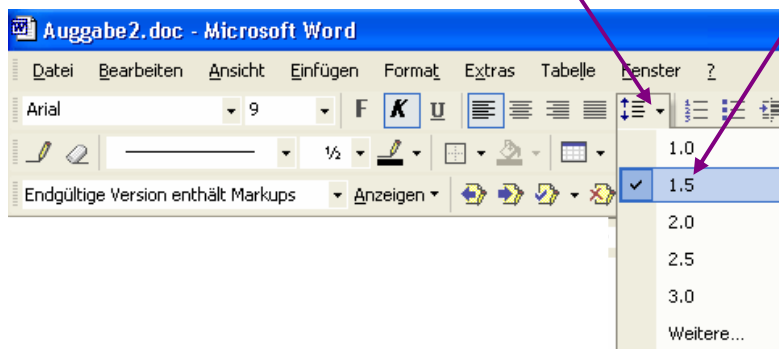 Auggabe2.doc - Microsoft Word
Datei Bearbeiten Ansicht Einfügen Format Extras Tabelle Fenster ?
Arial 9 F K U
½
1.0
Endgültige Version enthält Markups Anzeigen
1.5
2.0
2.5
3.0
Weitere...